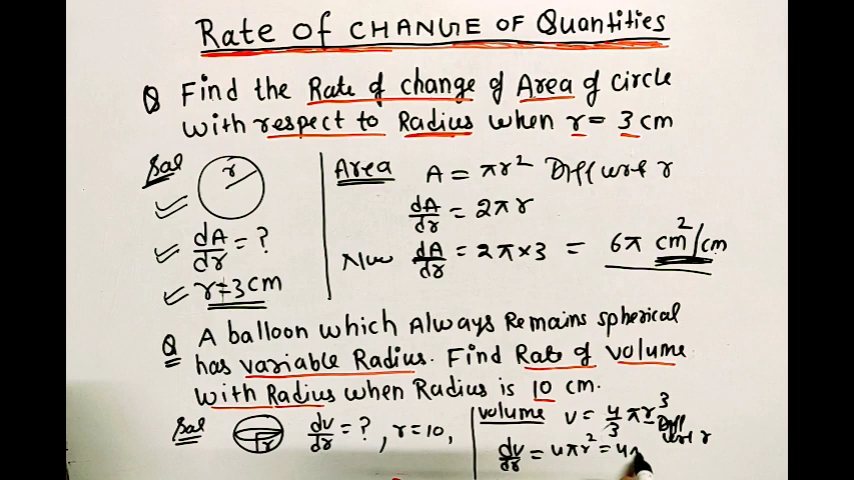 Rate of CHANGE OF Quantities
Q Find the Rate of change of Area of circle
with respect to Radius when r = 3 cm
Sol
r
dA/dr = ?
r=3cm
Area A = πr² Diff wrt r
dA/dr = 2πr
Now dA/dr = 2π×3 = 6π cm²/cm
Q A balloon which Always Remains spherical
has variable Radius. Find Rate of volume
with Radius when Radius is 10 cm.
Sol
r
dv/dr = ?, r=10,
volume v = 4/3 πr³
Diff wrt r
dv/dr = 4πr² = 4